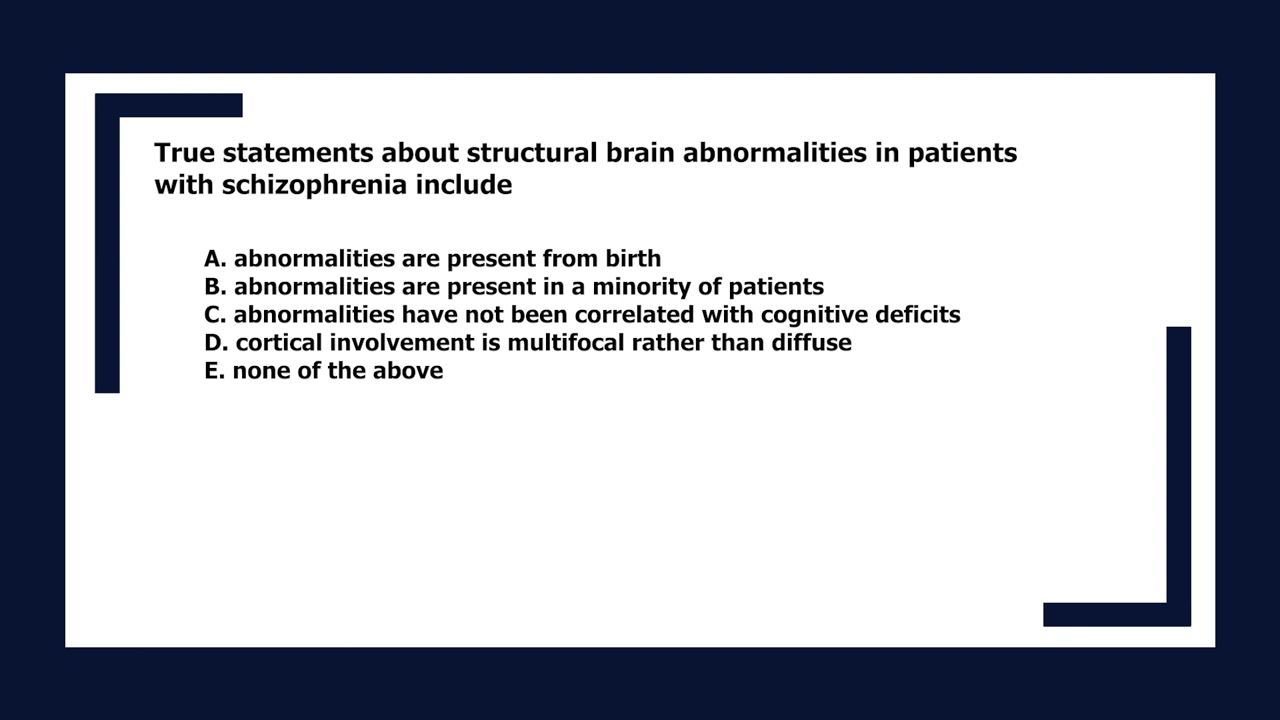 True statements about structural brain abnormalities in patients
with schizophrenia include
A. abnormalities are present from birth
B. abnormalities are present in a minority of patients
C. abnormalities have not been correlated with cognitive deficits
D. cortical involvement is multifocal rather than diffuse
E. none of the above